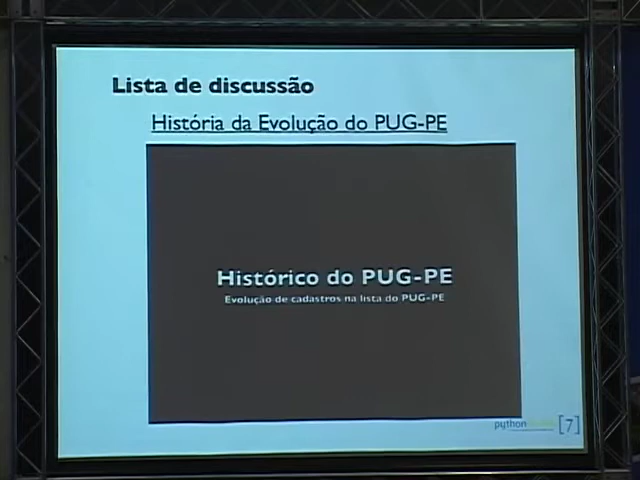 Lista de discussão
História da Evolução do PUG-PE
Histórico do PUG-PE
Evolução de cadastros na lista do PUG-PE
python
[7]